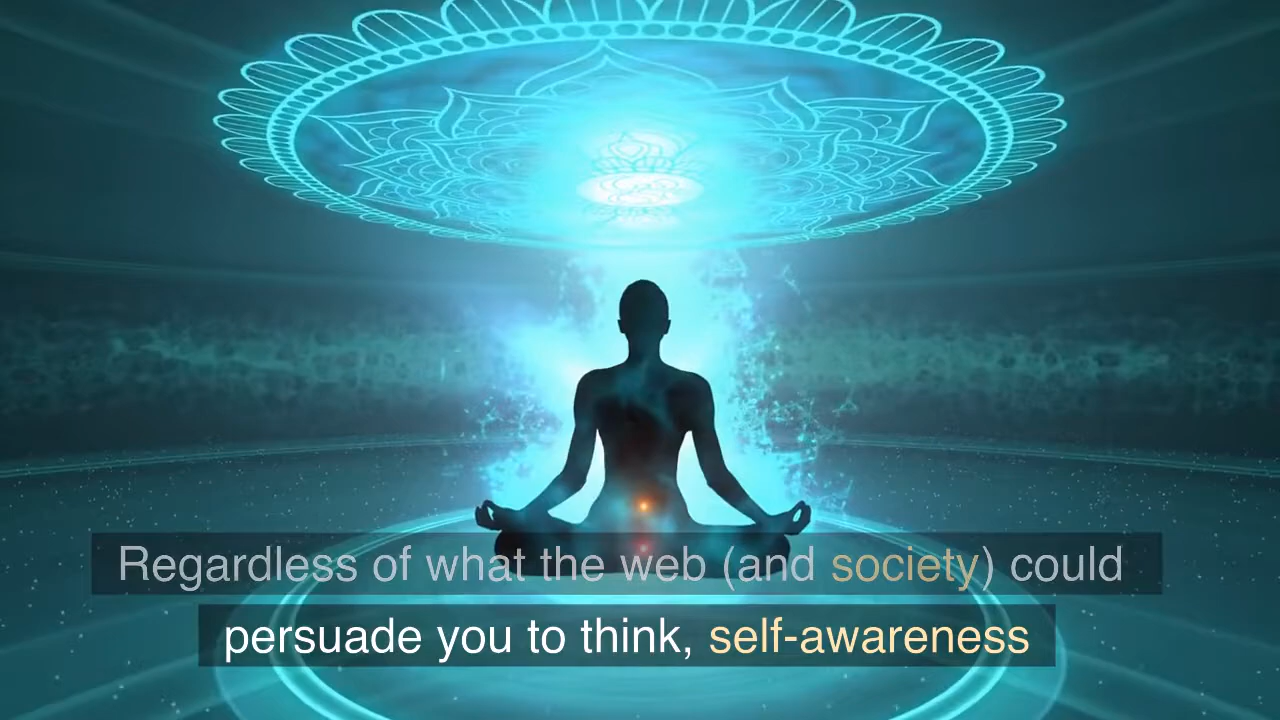 Regardless of what the web (and society) could
persuade you to think, self-awareness